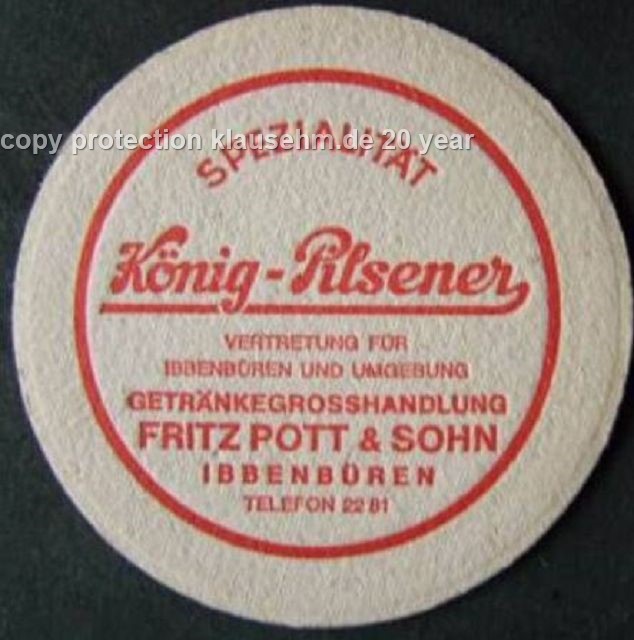 copy protection klausehm.de 20 year
SPEZIALITÄT
König-Pilsener
VERTRETUNG FÜR
IBBENBÜREN UND UMGEBUNG
GETRÄNKEGROSSHANDLUNG
FRITZ POTT & SOHN
IBBENBÜREN
TELEFON 22 81